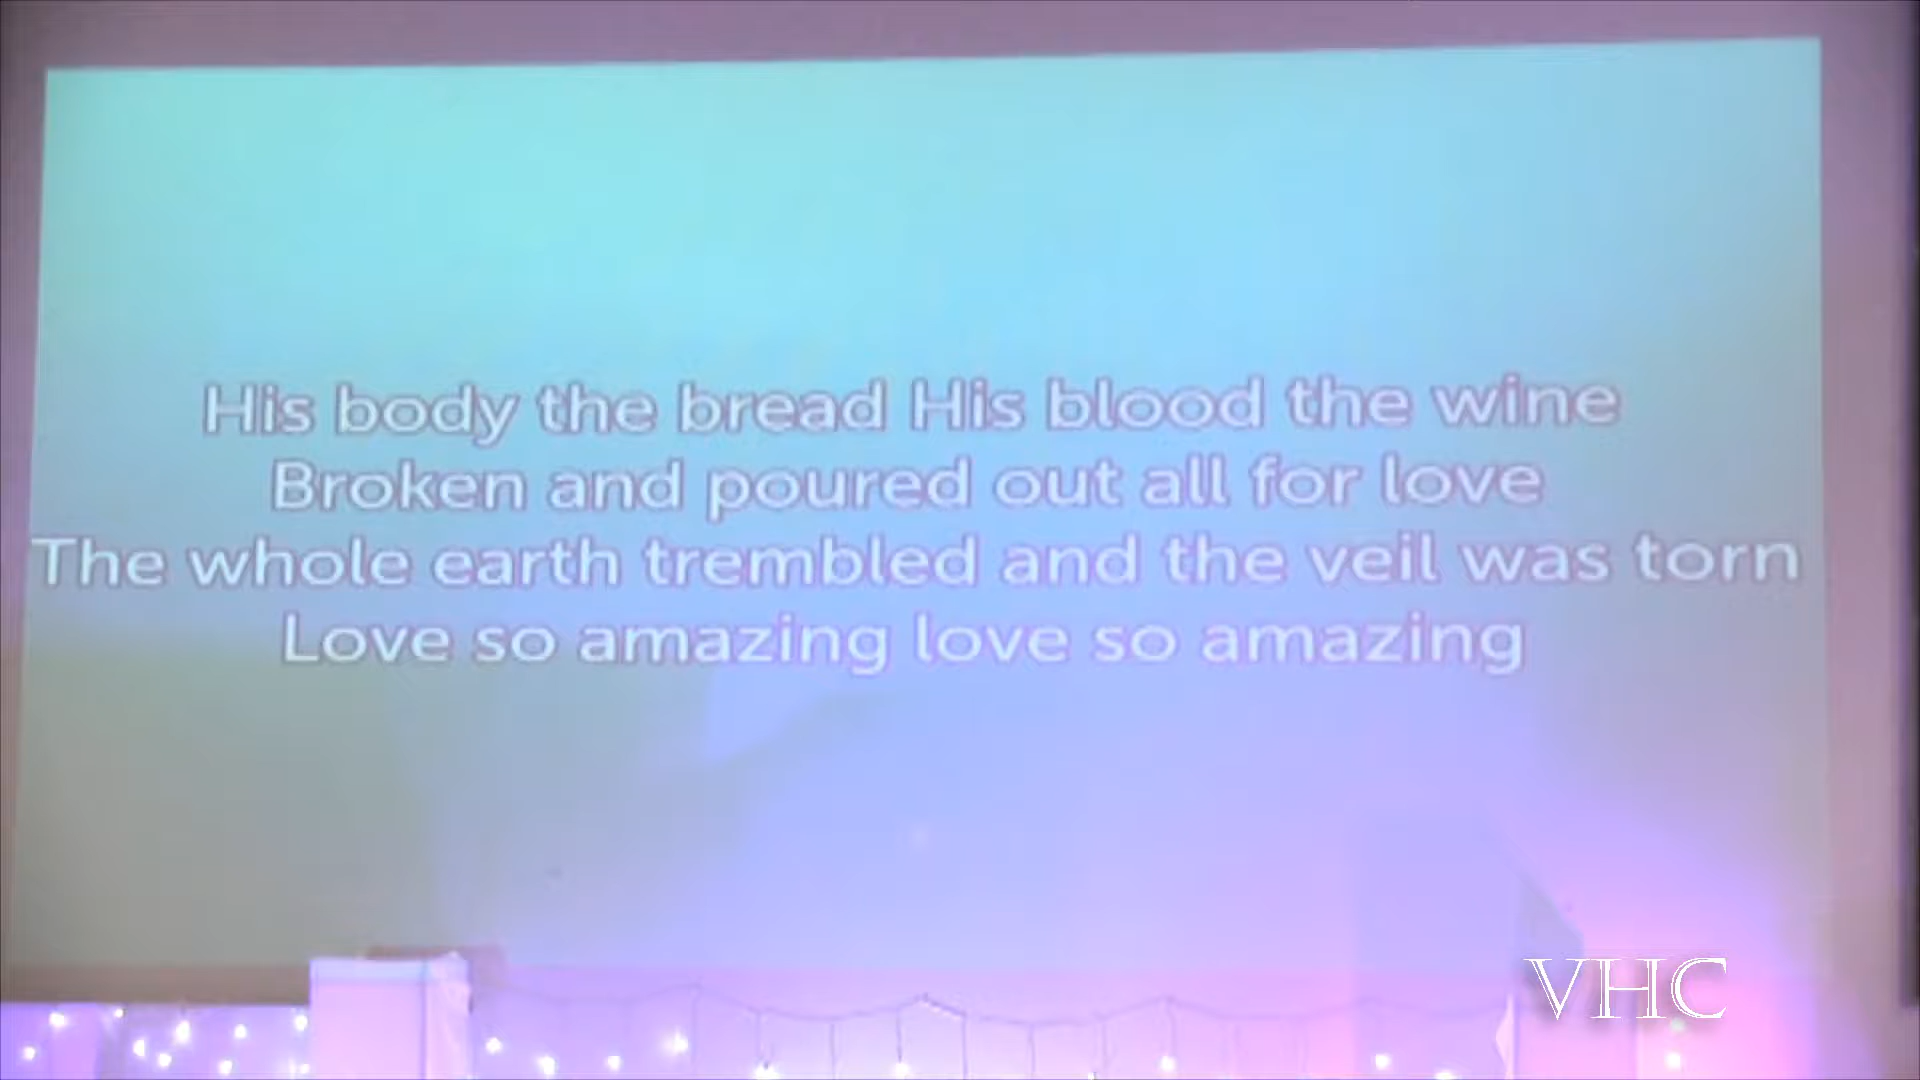 His body the bread His blood the wine
Broken and poured out all for love
The whole earth trembled and the veil was torn
Love so amazing love so amazing
VHC